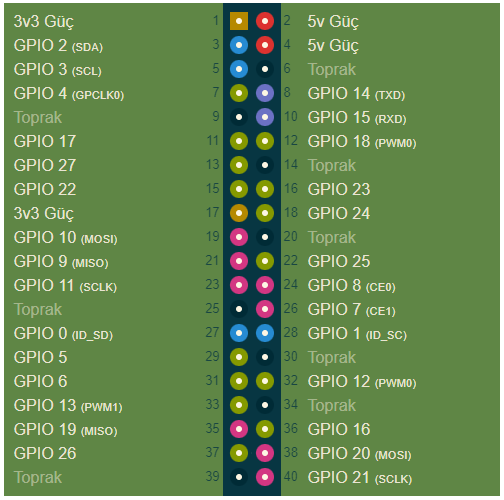 3v3 Güç 1 2 5v Güç
GPIO 2 (SDA) 3 4 5v Güç
GPIO 3 (SCL) 5 6 Toprak
GPIO 4 (GPCLK0) 7 8 GPIO 14 (TXD)
Toprak 9 10 GPIO 15 (RXD)
GPIO 17 11 12 GPIO 18 (PWM0)
GPIO 27 13 14 Toprak
GPIO 22 15 16 GPIO 23
3v3 Güç 17 18 GPIO 24
GPIO 10 (MOSI) 19 20 Toprak
GPIO 9 (MISO) 21 22 GPIO 25
GPIO 11 (SCLK) 23 24 GPIO 8 (CE0)
Toprak 25 26 GPIO 7 (CE1)
GPIO 0 (ID_SD) 27 28 GPIO 1 (ID_SC)
GPIO 5 29 30 Toprak
GPIO 6 31 32 GPIO 12 (PWM0)
GPIO 13 (PWM1) 33 34 Toprak
GPIO 19 (MISO) 35 36 GPIO 16
GPIO 26 37 38 GPIO 20 (MOSI)
Toprak 39 40 GPIO 21 (SCLK)